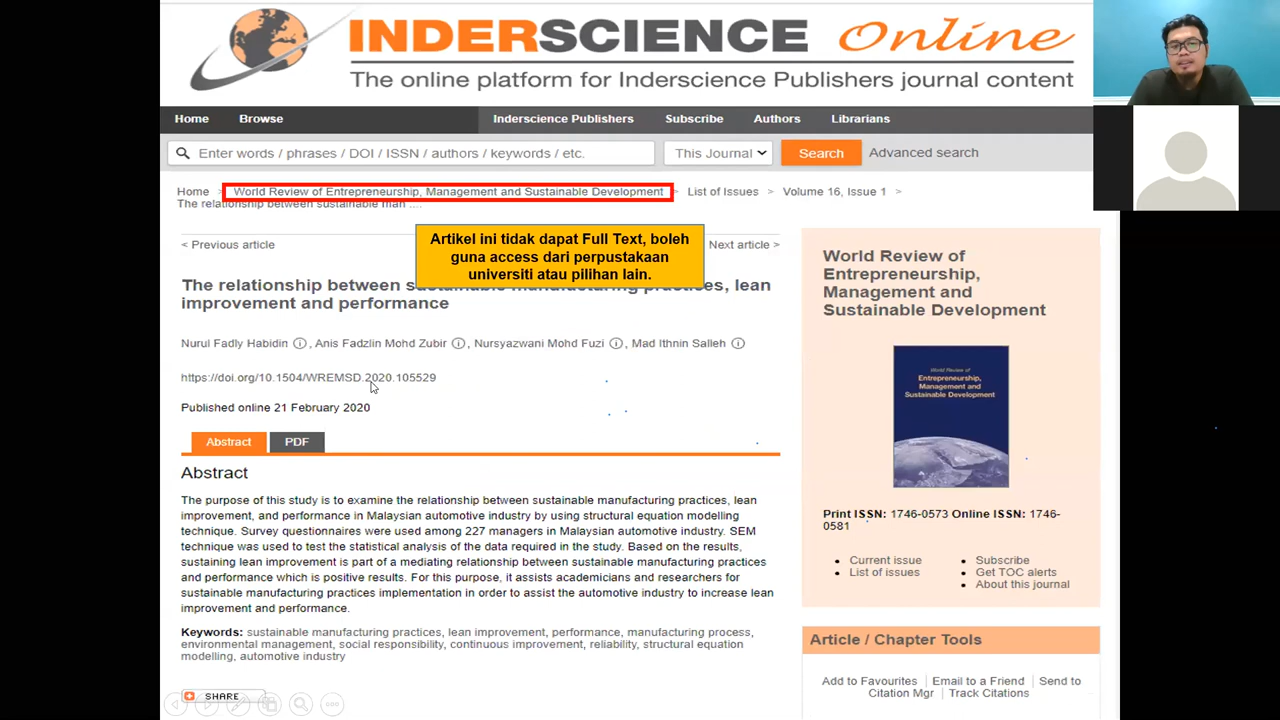 INDERSCIENCE Online
The online platform for Inderscience Publishers journal content
Home Browse Inderscience Publishers Subscribe Authors Librarians
Enter words / phrases / DOI / ISSN / authors / keywords / etc. This Journal Search Advanced search
Home > World Review of Entrepreneurship, Management and Sustainable Development > List of Issues > Volume 16, Issue 1 >
The relationship between sustainable man ....
Artikel ini tidak dapat Full Text, boleh
guna access dari perpustakaan
universiti atau pilihan lain.
< Previous article Next article >
The relationship between sustainable manufacturing practices, lean
improvement and performance
Nurul Fadly Habidin , Anis Fadzlin Mohd Zubir , Nursyazwani Mohd Fuzi , Mad Ithnin Salleh
https://doi.org/10.1504/WREMSD.2020.105529
Published online 21 February 2020
Abstract PDF
Abstract
The purpose of this study is to examine the relationship between sustainable manufacturing practices, lean
improvement, and performance in Malaysian automotive industry by using structural equation modelling
technique. Survey questionnaires were used among 227 managers in Malaysian automotive industry. SEM
technique was used to test the statistical analysis of the data required in the study. Based on the results,
sustaining lean improvement is part of a mediating relationship between sustainable manufacturing practices
and performance which is positive results. For this purpose, it assists academicians and researchers for
sustainable manufacturing practices implementation in order to assist the automotive industry to increase lean
improvement and performance.
Keywords: sustainable manufacturing practices, lean improvement, performance, manufacturing process,
environmental management, social responsibility, continuous improvement, reliability, structural equation
modelling, automotive industry
SHARE
World Review of
Entrepreneurship,
Management and
Sustainable Development
World Review of
Entrepreneurship,
Management and
Sustainable Development
Print ISSN: 1746-0573 Online ISSN: 1746-
0581
Current issue
List of issues
Subscribe
Get TOC alerts
About this journal
Article / Chapter Tools
Add to Favourites Email to a Friend Send to
Citation Mgr Track Citations